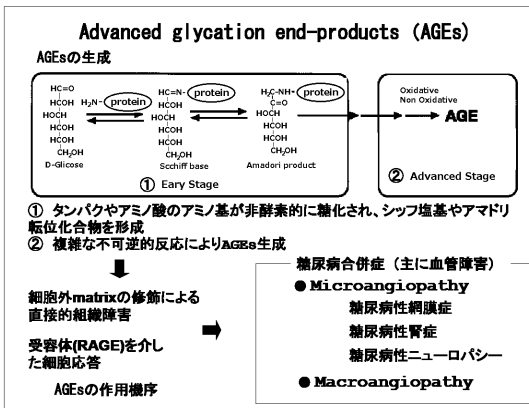 Advanced glycation end-products (AGEs)
AGEsの生成
HC=O
HCOH
HOCH
HCOH
HCOH
CH₂OH
D-Glicose
H₂N-
protein
HC=N-
protein
HCOH
HOCH
HCOH
HCOH
CH₂OH
Scchiff base
H₂C-NH•
protein
C=O
HOCH
HCOH
HCOH
CH₂OH
Amadori product
① Eary Stage
Oxidative
Non Oxidative
AGE
② Advanced Stage
① タンパクやアミノ酸のアミノ基が非酵素的に糖化され、シッフ塩基やアマドリ
転位化合物を形成
② 複雑な不可逆的反応によりAGEs生成
細胞外matrixの修飾による
直接的組織障害
受容体(RAGE)を介し
た細胞応答
AGEsの作用機序
糖尿病合併症（主に血管障害）
●Microangiopathy
糖尿病性網膜症
糖尿病性腎症
糖尿病性ニューロパシー
●Macroangiopathy